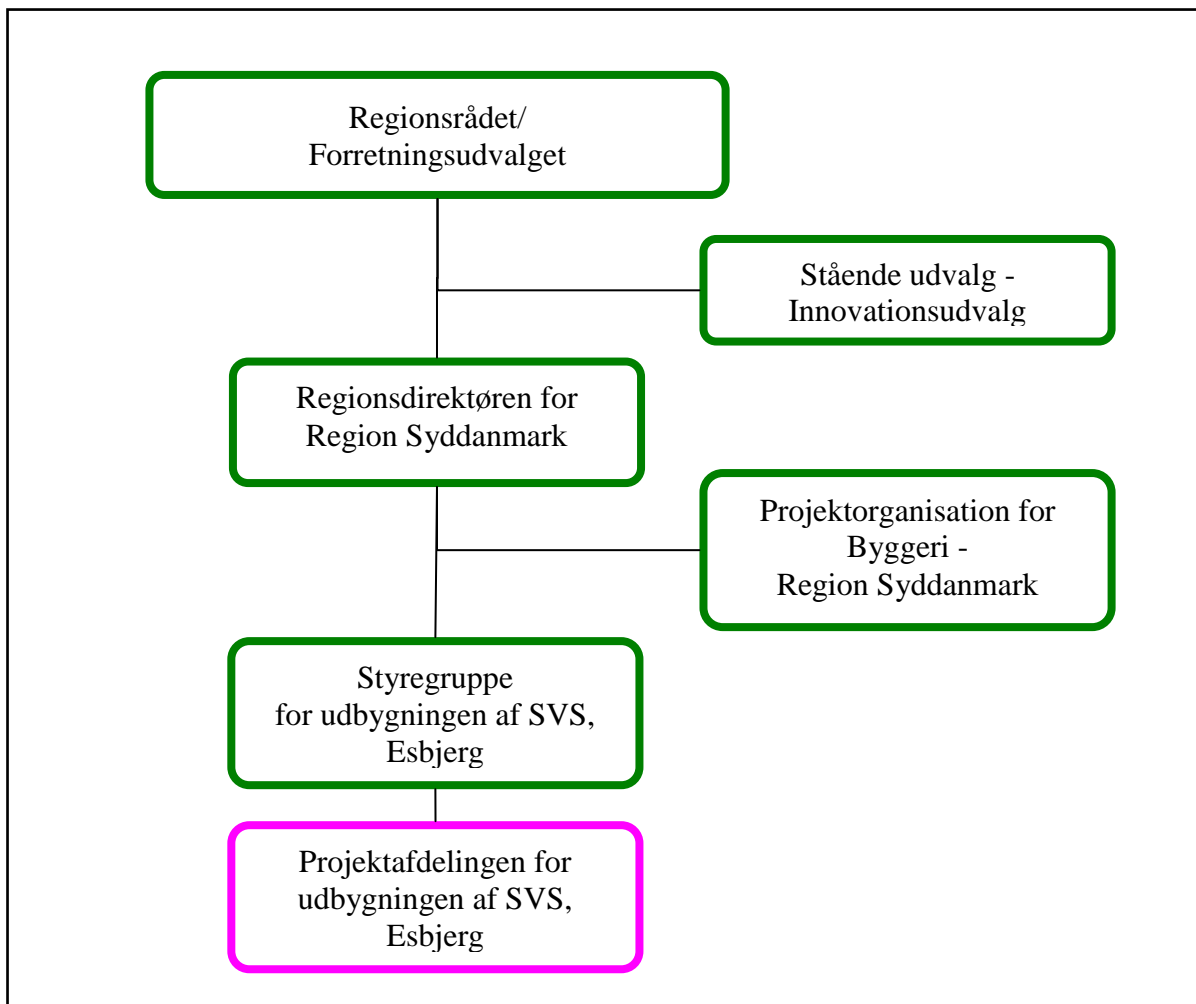 Regionsrådet/
Forretningsudvalget
Stående udvalg -
Innovationsudvalg
Regionsdirektøren for
Region Syddanmark
Projektorganisation for
Byggeri -
Region Syddanmark
Styregruppe
for udbygningen af SVS,
Esbjerg
Projektafdelingen for
udbygningen af SVS,
Esbjerg